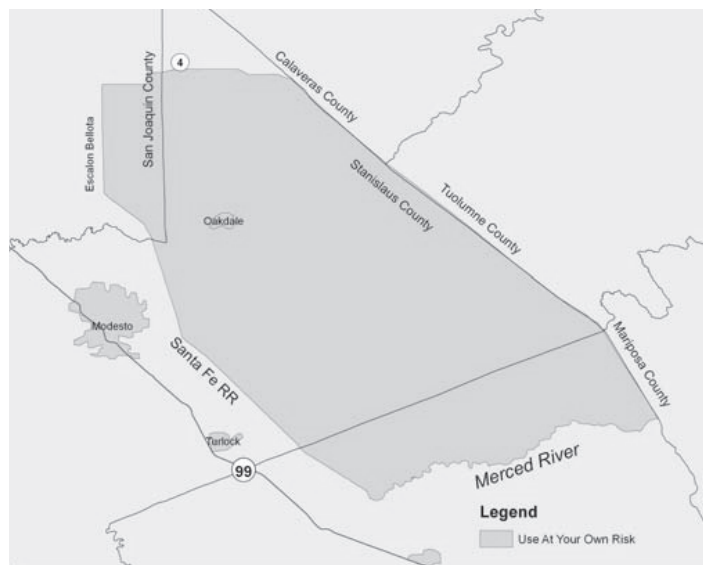 4
San Joaquin County
Calaveras County
Escalon Bellota
Stanislaus County
Tuolumne County
Oakdale
Modesto
Santa Fe RR
Mariposa County
Turlock
99
Merced River
Legend
Use At Your Own Risk